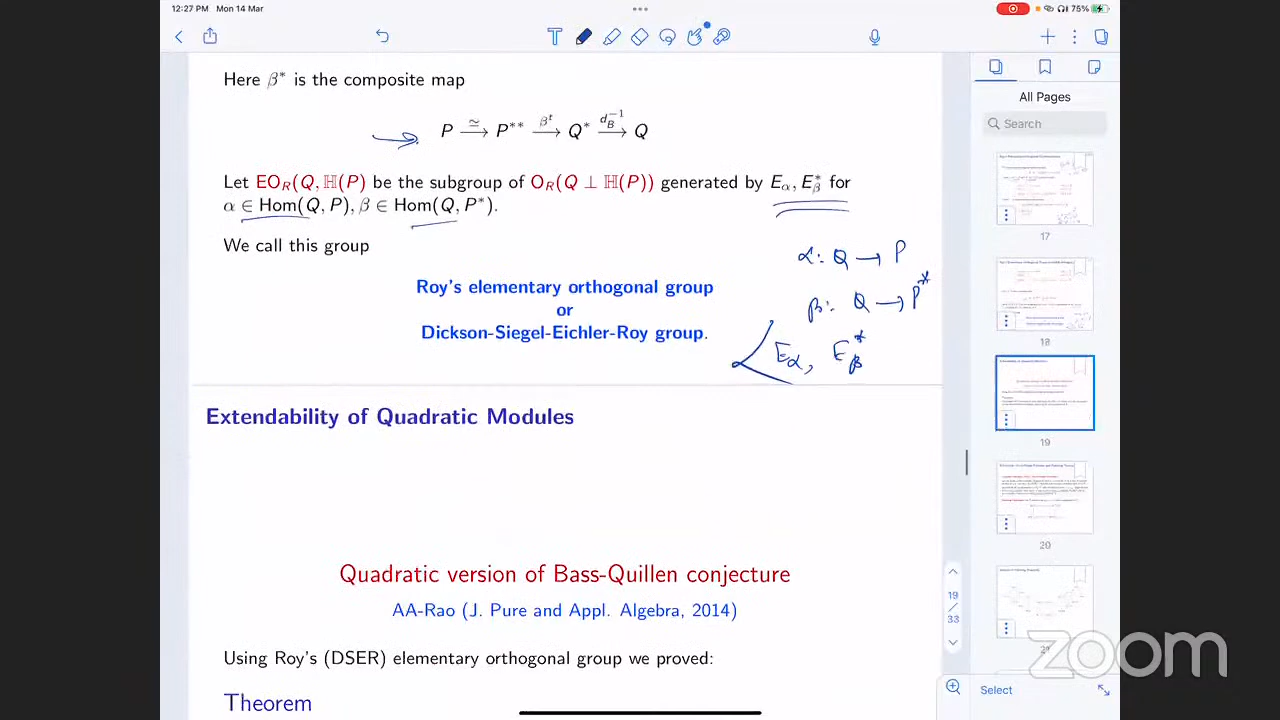 12:27 PM Mon 14 Mar
75%
Here β* is the composite map
P ≃⟶ P** βᵗ⟶ Q* d_B⁻¹⟶ Q
Let EO_R(Q, ℍ(P)) be the subgroup of O_R(Q ⊥ ℍ(P)) generated by E_α, E*_β for
α ∈ Hom(Q, P), β ∈ Hom(Q, P*).
We call this group
α: Q → P
β: Q → P*
E_α, E*_β
Roy's elementary orthogonal group
or
Dickson-Siegel-Eichler-Roy group.
Extendability of Quadratic Modules
Quadratic version of Bass-Quillen conjecture
AA-Rao (J. Pure and Appl. Algebra, 2014)
Using Roy's (DSER) elementary orthogonal group we proved:
Theorem
All Pages
Search
17
18
19
20
19
33
Select
zoom